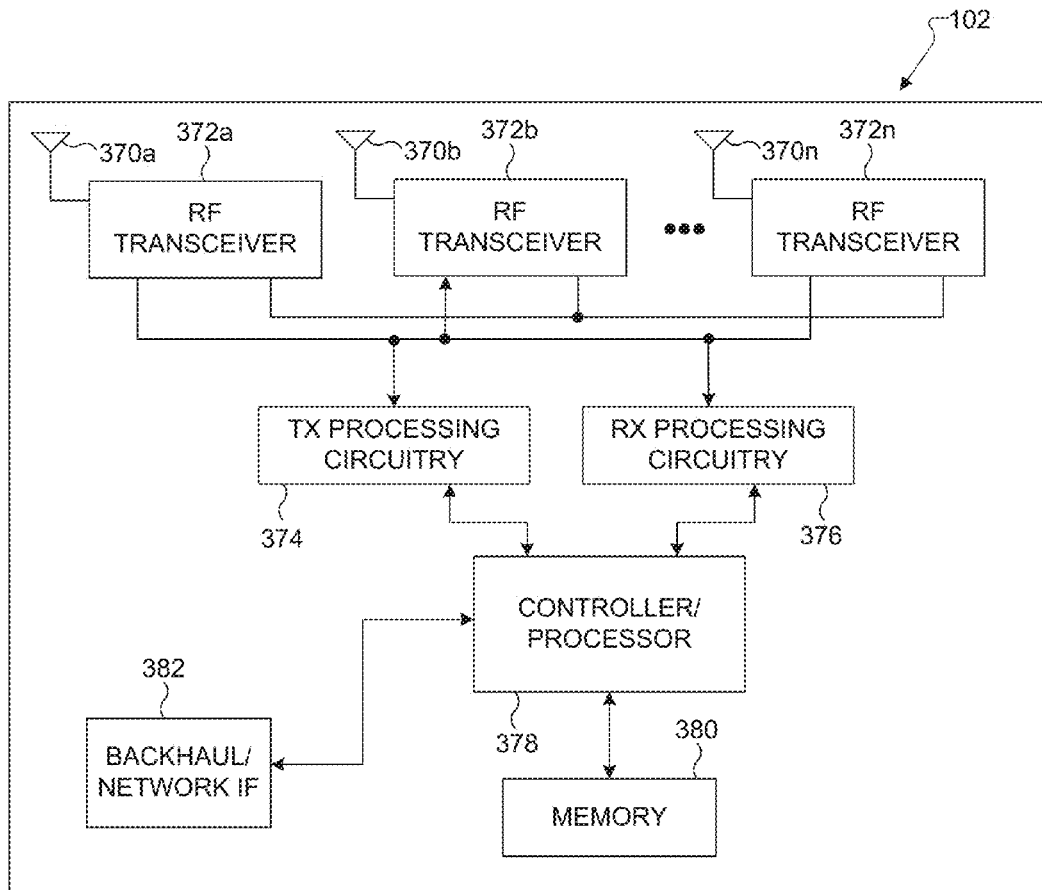 102
370a
372a
370b
372b
370n
372n
RF
TRANSCEIVER
RF
TRANSCEIVER
RF
TRANSCEIVER
TX PROCESSING
CIRCUITRY
RX PROCESSING
CIRCUITRY
374
376
CONTROLLER/
PROCESSOR
382
378
380
BACKHAUL/
NETWORK IF
MEMORY